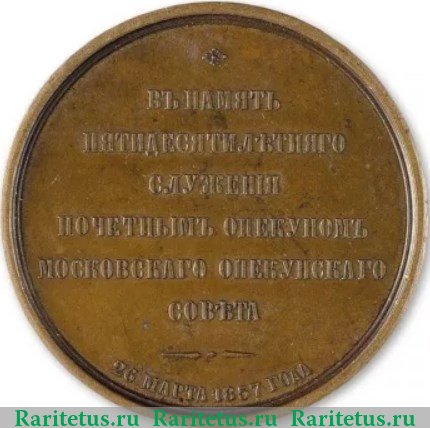 ВЪ ПАМЯТЬ
ПЯТИДЕСЯТИЛѢТНЯГО
СЛУЖЕНІЯ
ПОЧЕТНЫМЪ ОПЕКУНОМЪ
МОСКОВСКАГО ОПЕКУНСКАГО
СОВѢТА
26 МАРТА 1857 ГОДА
Raritetus.ru Raritetus.ru Raritetus.ru